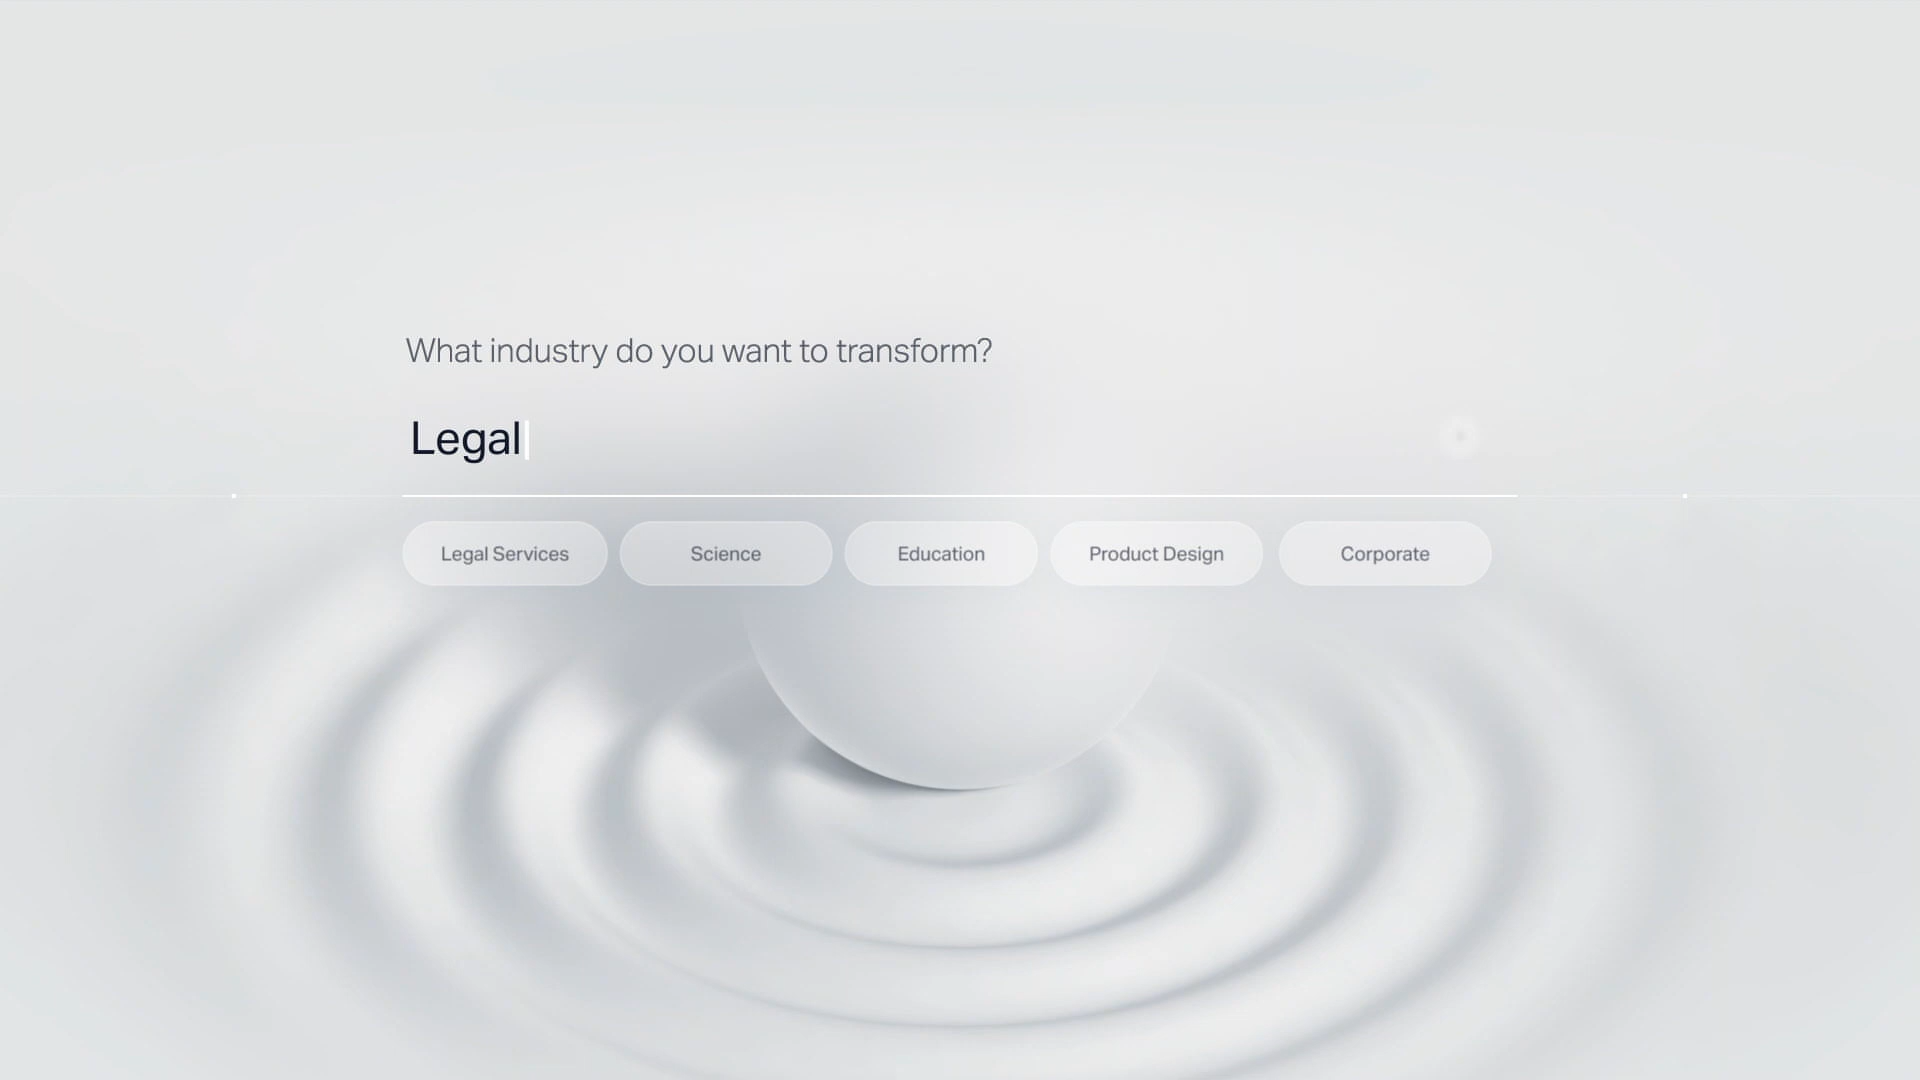 What industry do you want to transform?
Legal
Legal Services Science Education Product Design Corporate